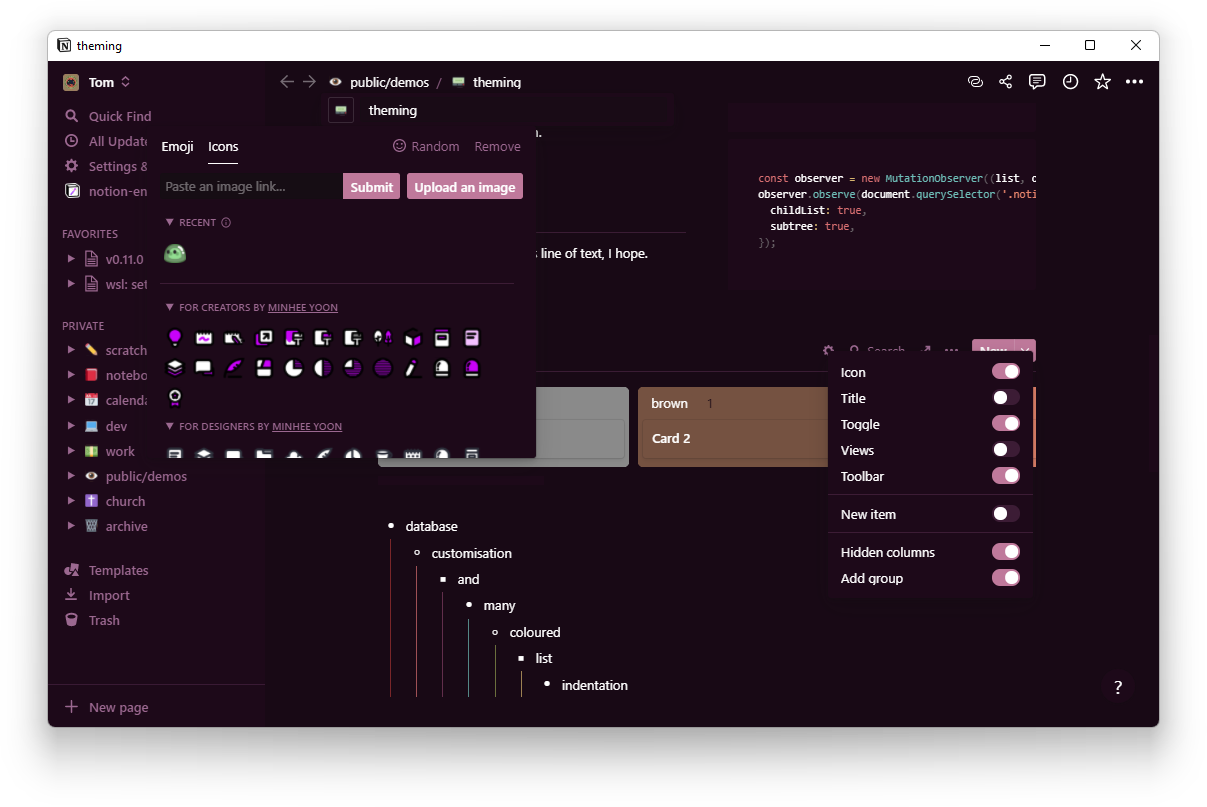 theming
Tom
public/demos / theming
Quick Find
theming
All Update
Emoji Icons Random Remove
Settings &
Paste an image link... Submit Upload an image
notion-en
RECENT
FAVORITES
v0.11.0
wsl: set
line of text, I hope.
const observer = new MutationObserver((list,
observer.observe(document.querySelector('.noti
childList: true,
subtree: true,
});
FOR CREATORS BY MINHEE YOON
PRIVATE
scratch
notebo
calenda
dev
work
public/demos
church
archive
FOR DESIGNERS BY MINHEE YOON
Search New
brown 1
Card 2
Icon
Title
Toggle
Views
Toolbar
New item
Hidden columns
Add group
database
customisation
and
many
coloured
list
indentation
Templates
Import
Trash
New page
?